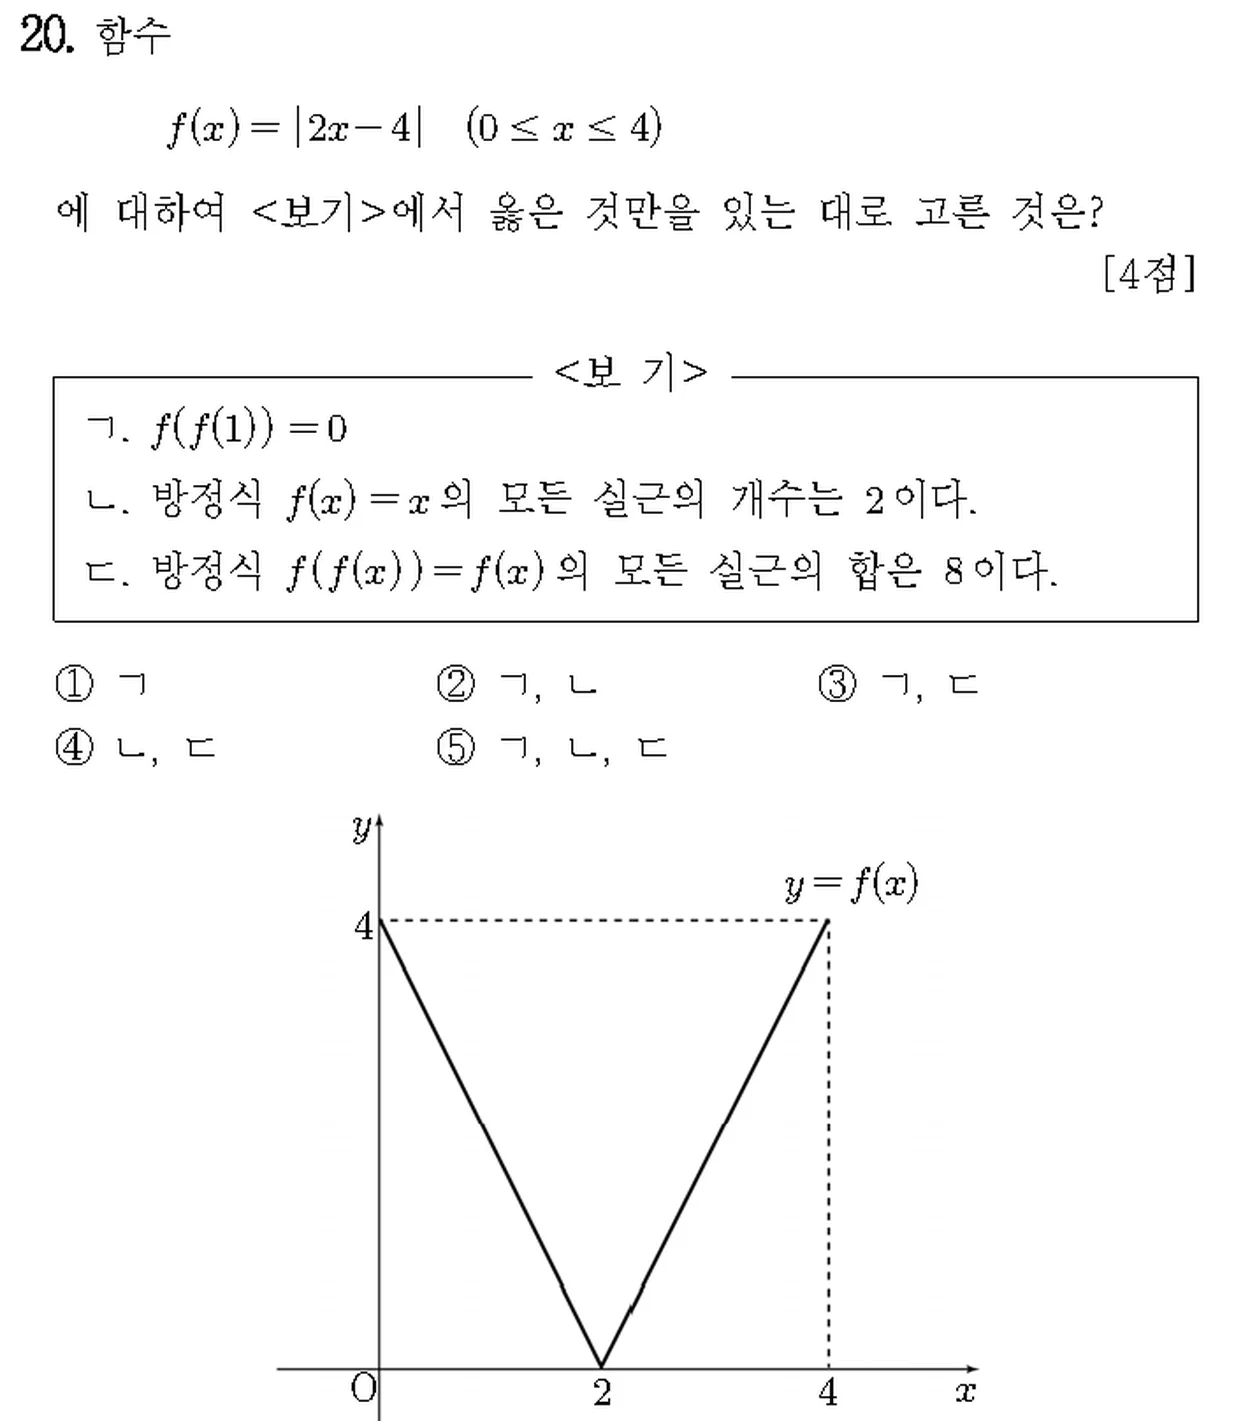 20. 함수
f(x)=|2x-4| (0≤x≤4)
에 대하여 <보기>에서 옳은 것만을 있는 대로 고른 것은?
[4점]
<보 기>
ㄱ. f(f(1))=0
ㄴ. 방정식 f(x)=x의 모든 실근의 개수는 2이다.
ㄷ. 방정식 f(f(x))=f(x)의 모든 실근의 합은 8이다.
① ㄱ ② ㄱ, ㄴ ③ ㄱ, ㄷ
④ ㄴ, ㄷ ⑤ ㄱ, ㄴ, ㄷ
y
y=f(x)
4
O 2 4 x